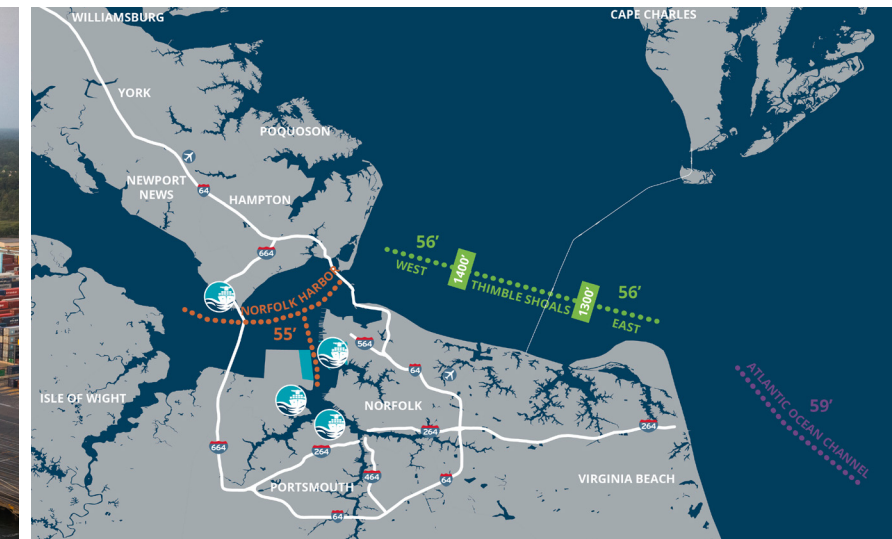 WILLIAMSBURG
CAPE CHARLES
YORK
POQUOSON
NEWPORT
NEWS
64
HAMPTON
664
56'
WEST
1400'
THIMBLE SHOALS
1300'
56'
EAST
NORFOLK HARBOR
55'
564
64
ATLANTIC OCEAN CHANNEL
59'
ISLE OF WIGHT
NORFOLK
664
264
264
264
464
64
PORTSMOUTH
VIRGINIA BEACH
64